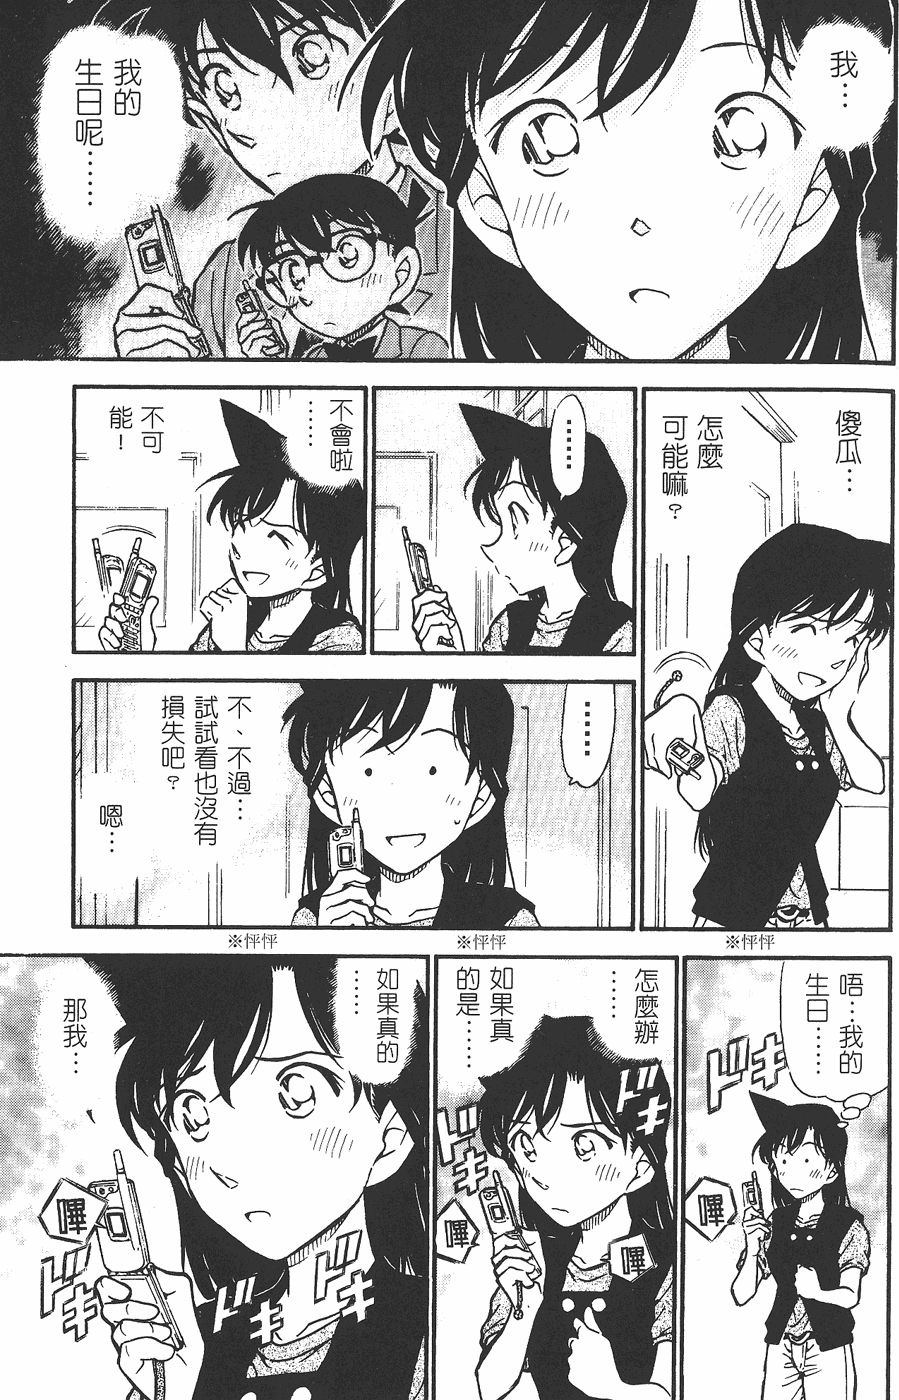 我…
我的
生日呢……
傻瓜…
怎麼
可能嘛?
……
不會啦
……
不可
能!
……
不、不過…
試試看也沒有
損失吧?
嗯…
※怦怦
※怦怦
※怦怦
唔…我的
生日……
ドキ
嗶
怎麼辦
……
如果真
的是……
ドキ
ドキ
嗶
嗶
如果真的
……
那我…
嗶
ドキ
ドキ
ドキ